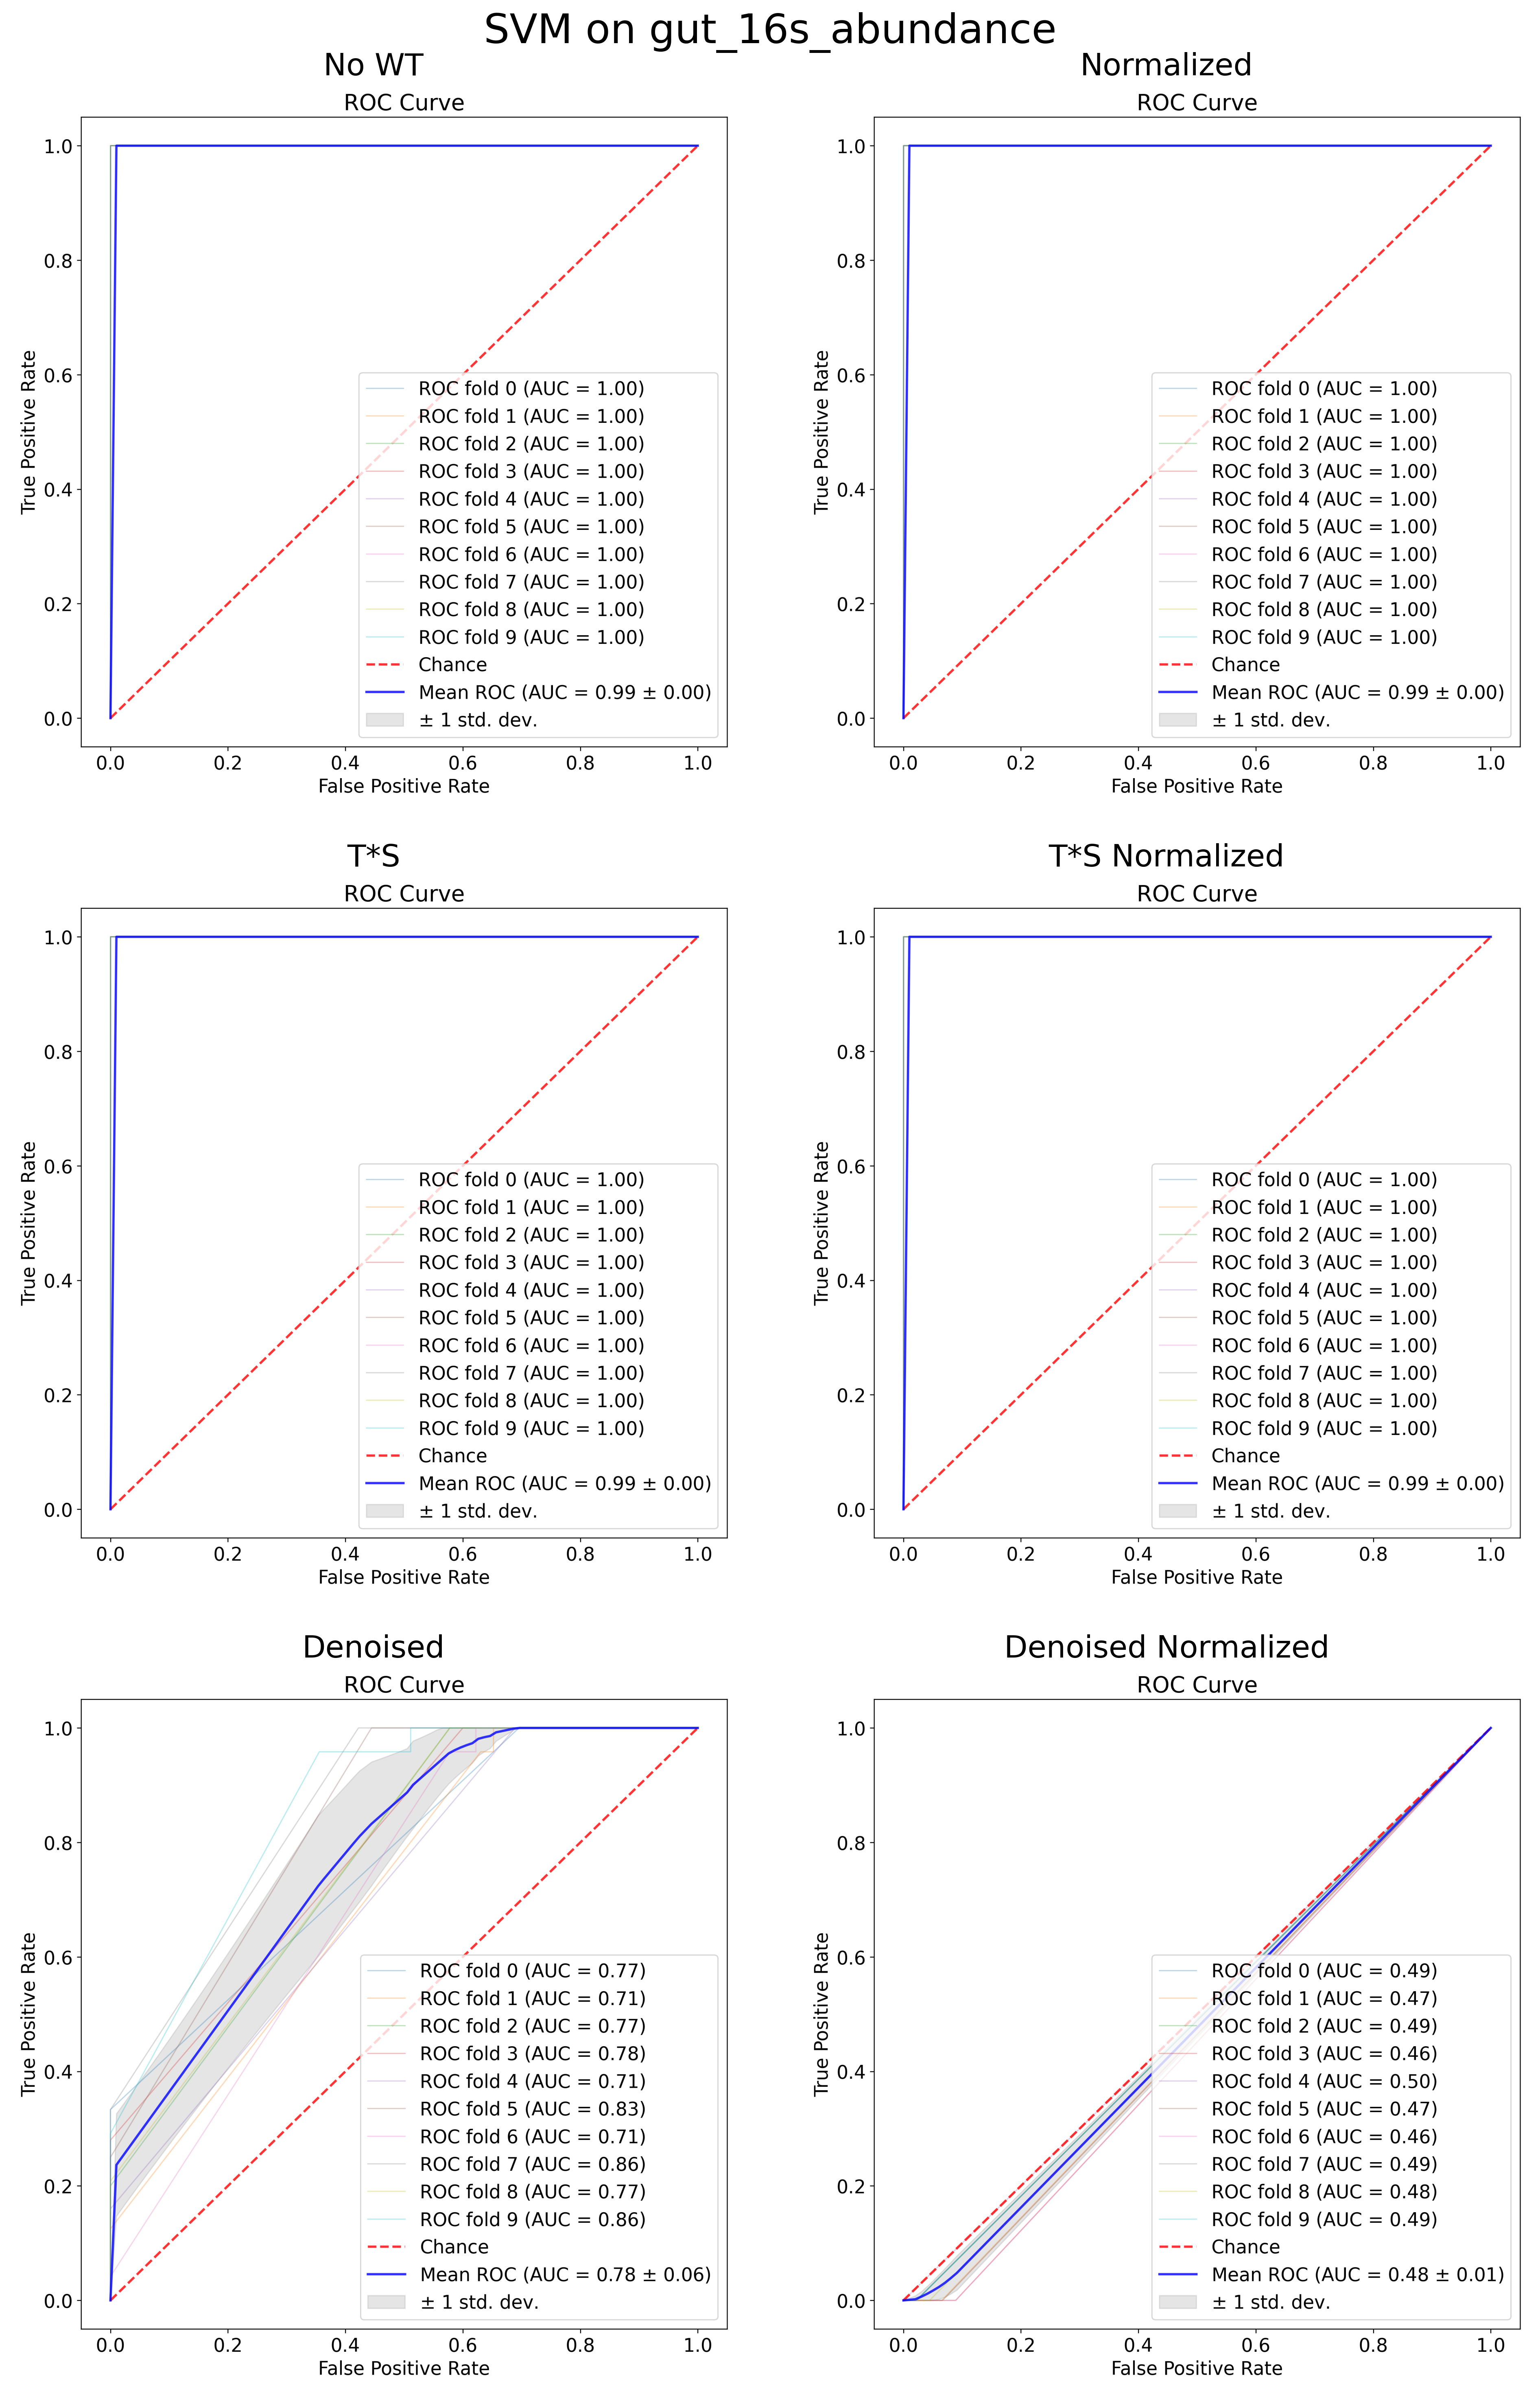 SVM on gut_16s_abundance
No WT
ROC Curve
True Positive Rate
1.0
0.8
0.6
0.4
0.2
0.0
ROC fold 0 (AUC = 1.00)
ROC fold 1 (AUC = 1.00)
ROC fold 2 (AUC = 1.00)
ROC fold 3 (AUC = 1.00)
ROC fold 4 (AUC = 1.00)
ROC fold 5 (AUC = 1.00)
ROC fold 6 (AUC = 1.00)
ROC fold 7 (AUC = 1.00)
ROC fold 8 (AUC = 1.00)
ROC fold 9 (AUC = 1.00)
Chance
Mean ROC (AUC = 0.99 ± 0.00)
± 1 std. dev.
0.0 0.2 0.4 0.6 0.8 1.0
False Positive Rate
Normalized
ROC Curve
True Positive Rate
1.0
0.8
0.6
0.4
0.2
0.0
ROC fold 0 (AUC = 1.00)
ROC fold 1 (AUC = 1.00)
ROC fold 2 (AUC = 1.00)
ROC fold 3 (AUC = 1.00)
ROC fold 4 (AUC = 1.00)
ROC fold 5 (AUC = 1.00)
ROC fold 6 (AUC = 1.00)
ROC fold 7 (AUC = 1.00)
ROC fold 8 (AUC = 1.00)
ROC fold 9 (AUC = 1.00)
Chance
Mean ROC (AUC = 0.99 ± 0.00)
± 1 std. dev.
0.0 0.2 0.4 0.6 0.8 1.0
False Positive Rate
T*S
ROC Curve
True Positive Rate
1.0
0.8
0.6
0.4
0.2
0.0
ROC fold 0 (AUC = 1.00)
ROC fold 1 (AUC = 1.00)
ROC fold 2 (AUC = 1.00)
ROC fold 3 (AUC = 1.00)
ROC fold 4 (AUC = 1.00)
ROC fold 5 (AUC = 1.00)
ROC fold 6 (AUC = 1.00)
ROC fold 7 (AUC = 1.00)
ROC fold 8 (AUC = 1.00)
ROC fold 9 (AUC = 1.00)
Chance
Mean ROC (AUC = 0.99 ± 0.00)
± 1 std. dev.
0.0 0.2 0.4 0.6 0.8 1.0
False Positive Rate
T*S Normalized
ROC Curve
True Positive Rate
1.0
0.8
0.6
0.4
0.2
0.0
ROC fold 0 (AUC = 1.00)
ROC fold 1 (AUC = 1.00)
ROC fold 2 (AUC = 1.00)
ROC fold 3 (AUC = 1.00)
ROC fold 4 (AUC = 1.00)
ROC fold 5 (AUC = 1.00)
ROC fold 6 (AUC = 1.00)
ROC fold 7 (AUC = 1.00)
ROC fold 8 (AUC = 1.00)
ROC fold 9 (AUC = 1.00)
Chance
Mean ROC (AUC = 0.99 ± 0.00)
± 1 std. dev.
0.0 0.2 0.4 0.6 0.8 1.0
False Positive Rate
Denoised
ROC Curve
True Positive Rate
1.0
0.8
0.6
0.4
0.2
0.0
ROC fold 0 (AUC = 0.77)
ROC fold 1 (AUC = 0.71)
ROC fold 2 (AUC = 0.77)
ROC fold 3 (AUC = 0.78)
ROC fold 4 (AUC = 0.71)
ROC fold 5 (AUC = 0.83)
ROC fold 6 (AUC = 0.71)
ROC fold 7 (AUC = 0.86)
ROC fold 8 (AUC = 0.77)
ROC fold 9 (AUC = 0.86)
Chance
Mean ROC (AUC = 0.78 ± 0.06)
± 1 std. dev.
0.0 0.2 0.4 0.6 0.8 1.0
False Positive Rate
Denoised Normalized
ROC Curve
True Positive Rate
1.0
0.8
0.6
0.4
0.2
0.0
ROC fold 0 (AUC = 0.49)
ROC fold 1 (AUC = 0.47)
ROC fold 2 (AUC = 0.49)
ROC fold 3 (AUC = 0.46)
ROC fold 4 (AUC = 0.50)
ROC fold 5 (AUC = 0.47)
ROC fold 6 (AUC = 0.46)
ROC fold 7 (AUC = 0.49)
ROC fold 8 (AUC = 0.48)
ROC fold 9 (AUC = 0.49)
Chance
Mean ROC (AUC = 0.48 ± 0.01)
± 1 std. dev.
0.0 0.2 0.4 0.6 0.8 1.0
False Positive Rate